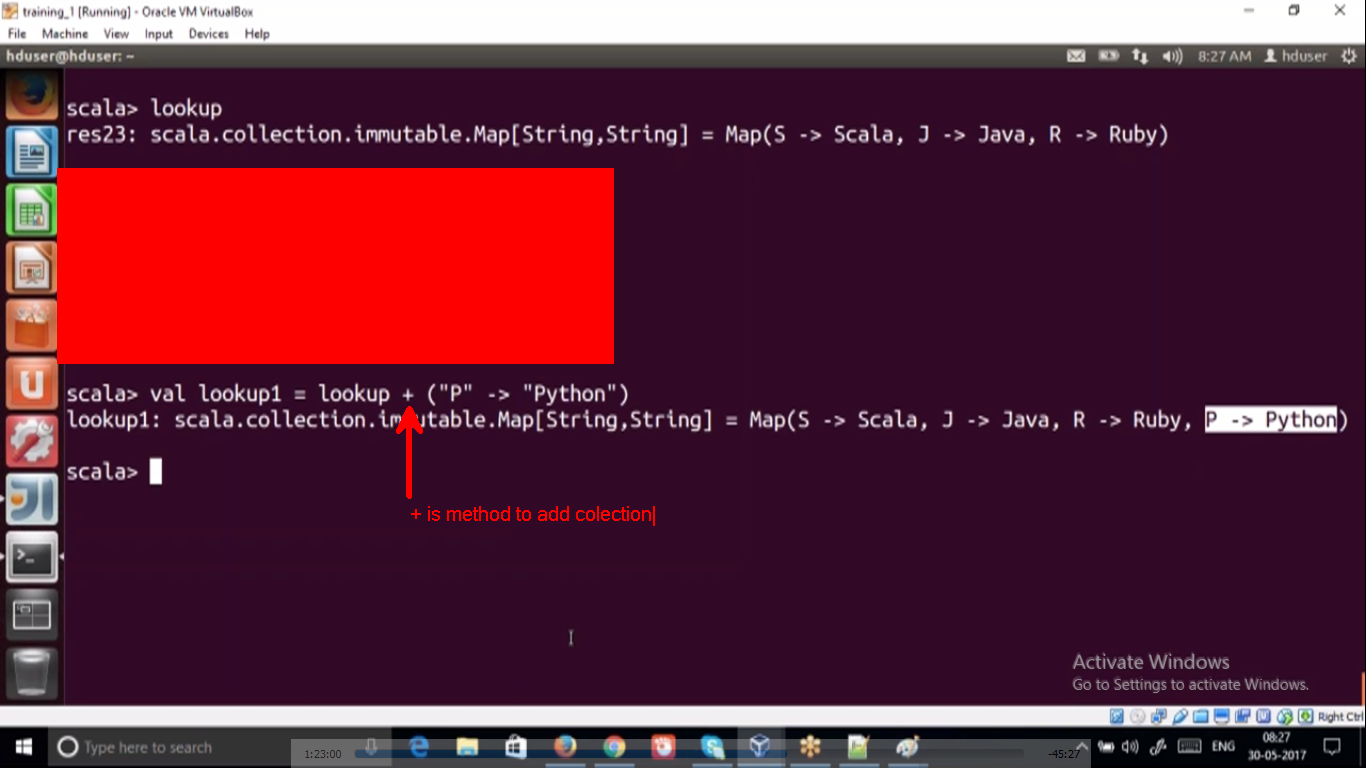 training_1 [Running] - Oracle VM VirtualBox
File Machine View Input Devices Help
hduser@hduser: ~ 8:27 AM hduser
scala> lookup
res23: scala.collection.immutable.Map[String,String] = Map(S -> Scala, J -> Java, R -> Ruby)
scala> val lookup1 = lookup + ("P" -> "Python")
lookup1: scala.collection.immutable.Map[String,String] = Map(S -> Scala, J -> Java, R -> Ruby, P -> Python)
scala>
+ is method to add colection
Activate Windows
Go to Settings to activate Windows.
Right Ctrl
Type here to search
1:23:00
-45:27
ENG
08:27
30-05-2017